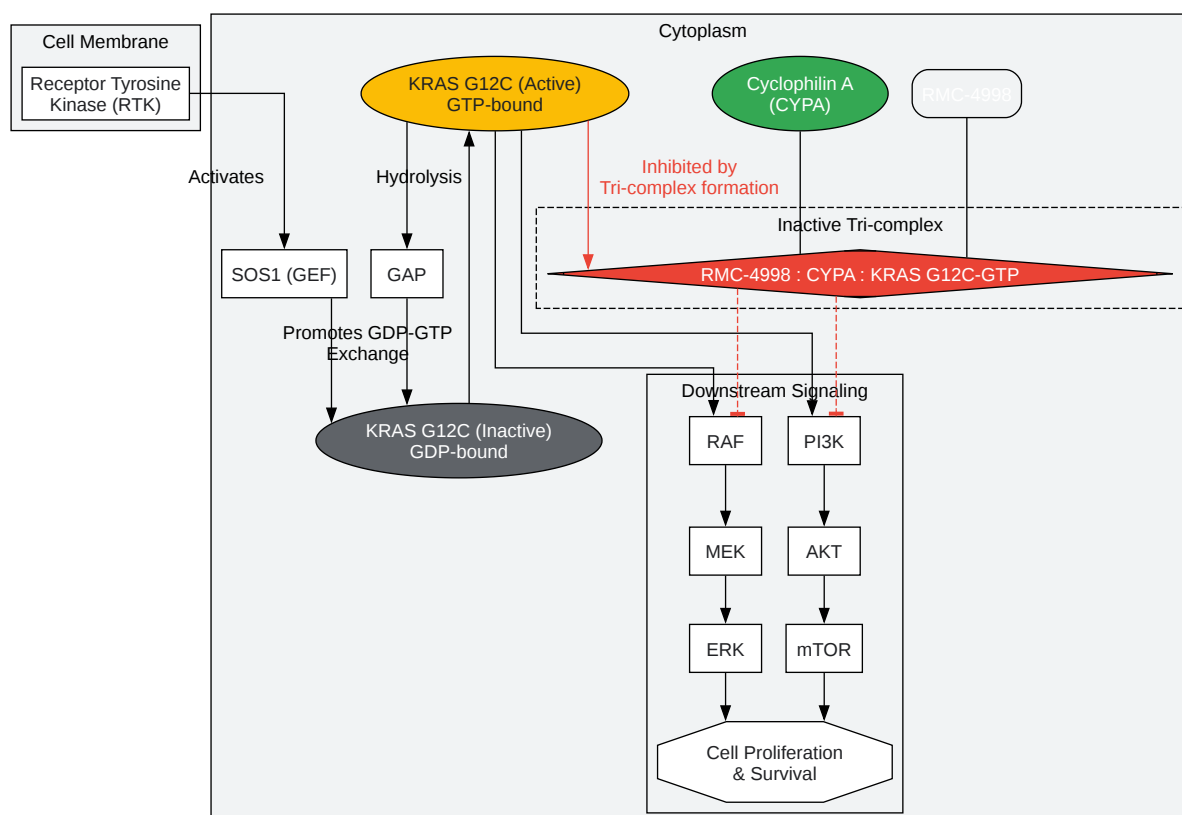 Cytoplasm
Cell Membrane
Receptor Tyrosine
Kinase (RTK)
KRAS G12C (Active)
GTP-bound
Cyclophilin A
(CYPA)
RMC-4998
Activates
Hydrolysis
Inhibited by
Tri-complex formation
Inactive Tri-complex
SOS1 (GEF)
GAP
RMC-4998 : CYPA : KRAS G12C-GTP
Promotes GDP-GTP
Exchange
Downstream Signaling
KRAS G12C (Inactive)
GDP-bound
RAF
PI3K
MEK
AKT
ERK
mTOR
Cell Proliferation
& Survival